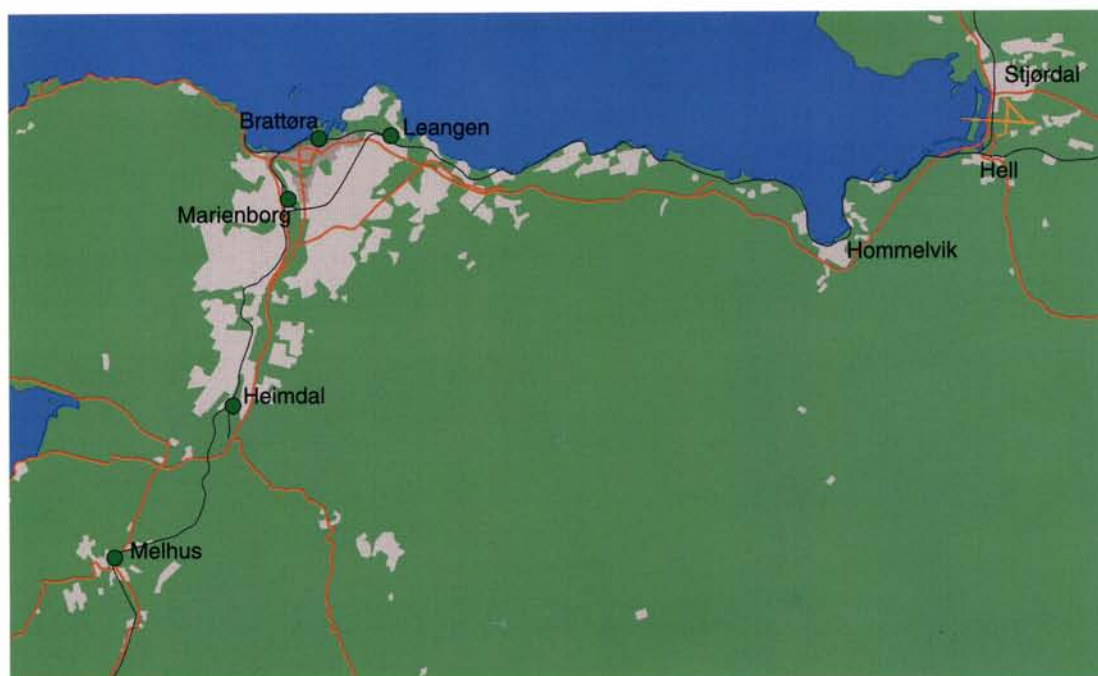 Stjørdal
Brattøra
Leangen
Hell
Marienborg
Hommelvik
Heimdal
Melhus